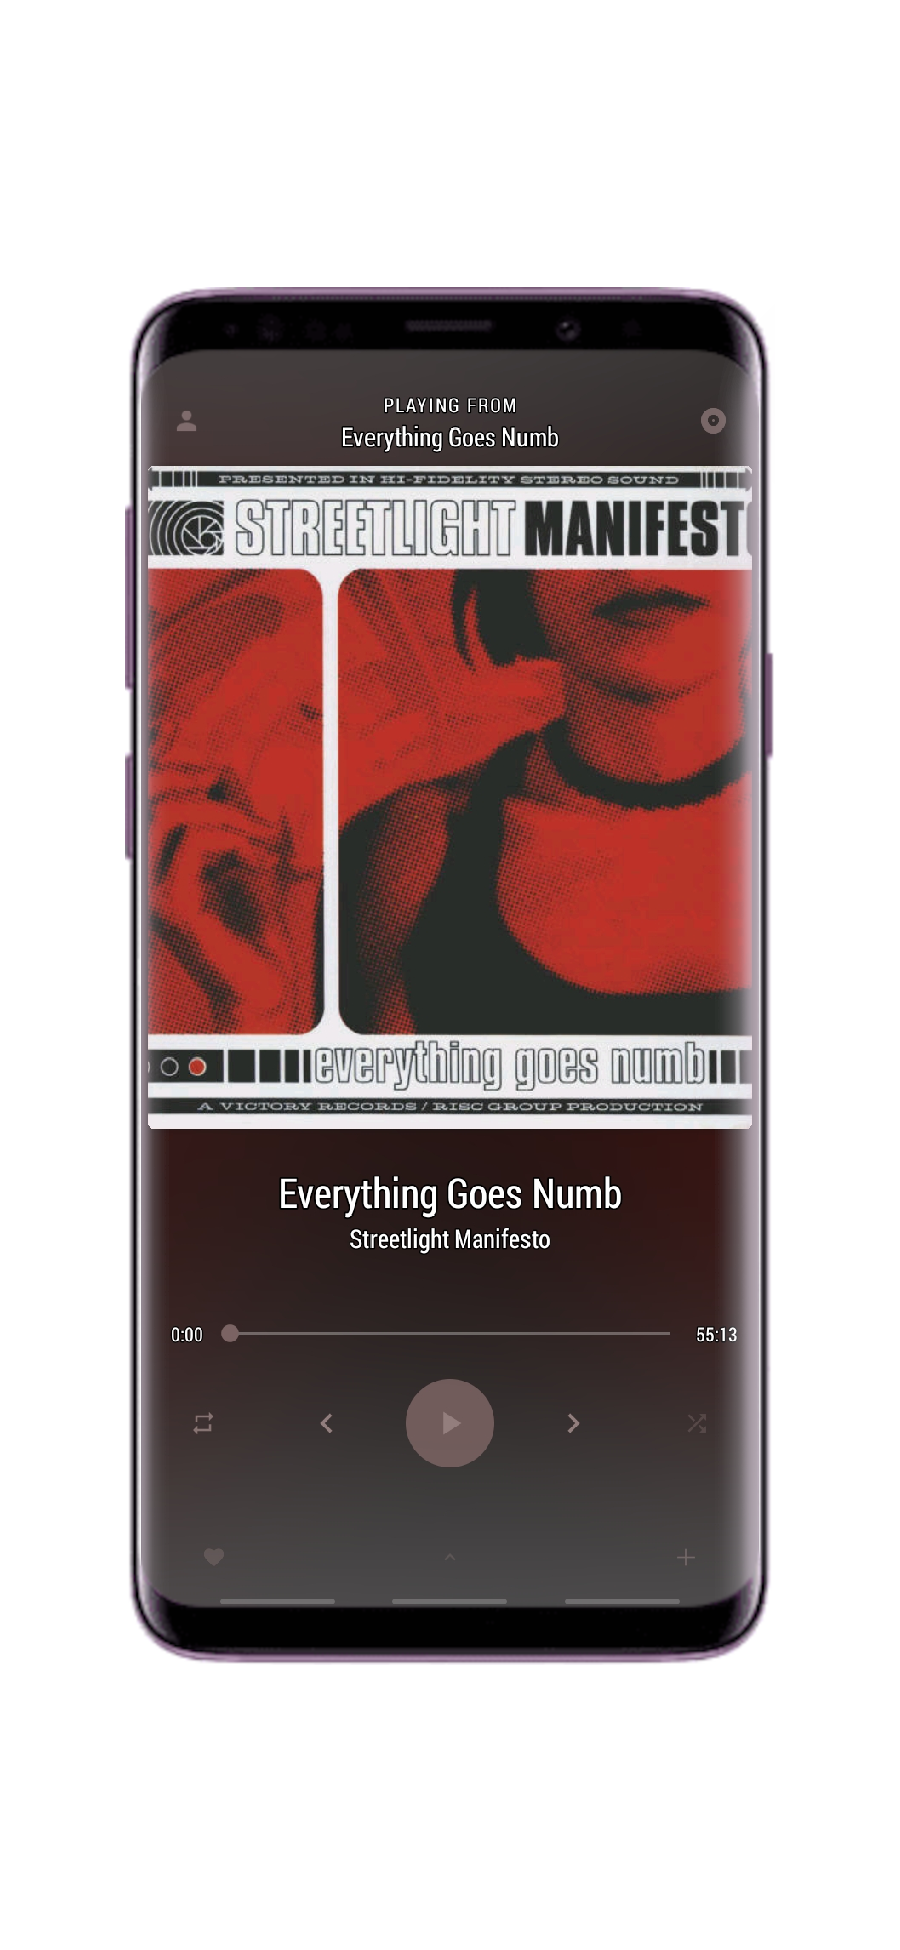 PLAYING FROM
Everything Goes Numb
PRESENTED IN HI-FIDELITY STEREO SOUND
STREETLIGHT MANIFEST
everything goes numb
A VICTORY RECORDS / RISC GROUP PRODUCTION
Everything Goes Numb
Streetlight Manifesto
0:00
55:13